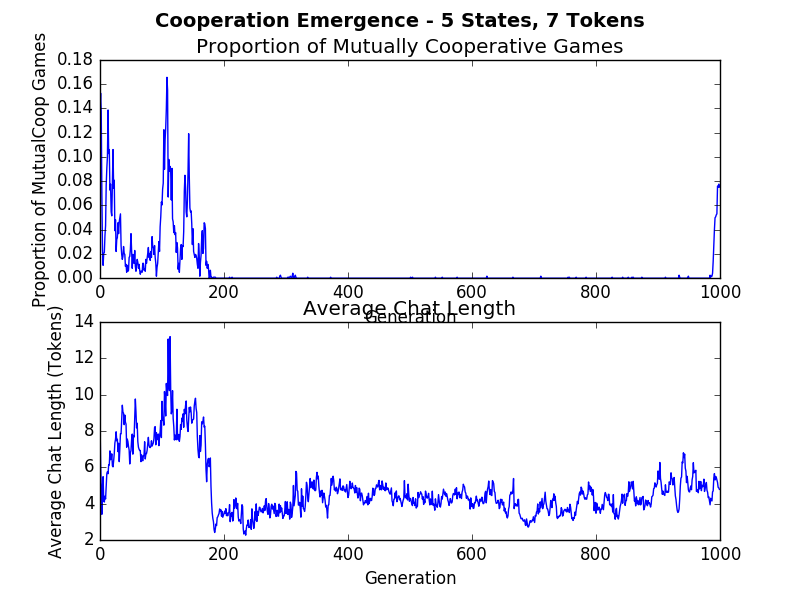 Cooperation Emergence - 5 States, 7 Tokens
Proportion of Mutually Cooperative Games
Proportion of MutualCoop Games
0.18
0.16
0.14
0.12
0.10
0.08
0.06
0.04
0.02
0.00
0 200 400 600 800 1000
Generation
Average Chat Length
Average Chat Length (Tokens)
14
12
10
8
6
4
2
0 200 400 600 800 1000
Generation